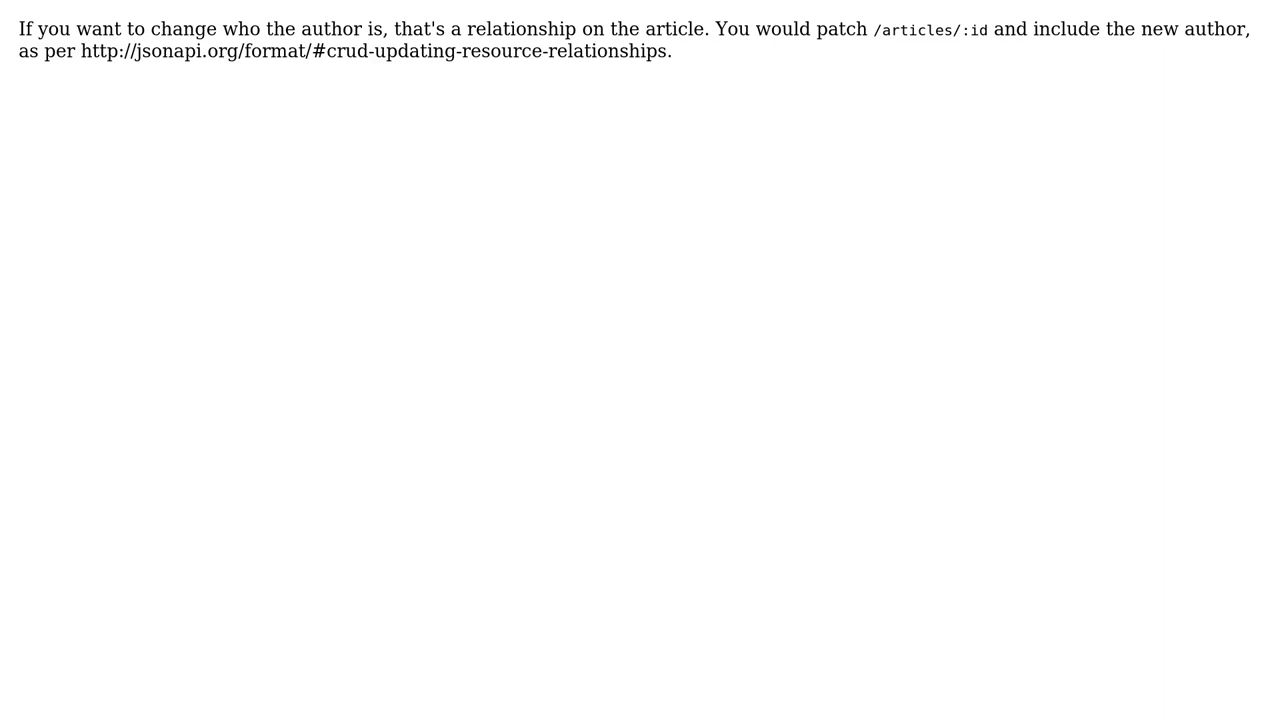 If you want to change who the author is, that's a relationship on the article. You would patch /articles/:id and include the new author,
as per http://jsonapi.org/format/#crud-updating-resource-relationships.